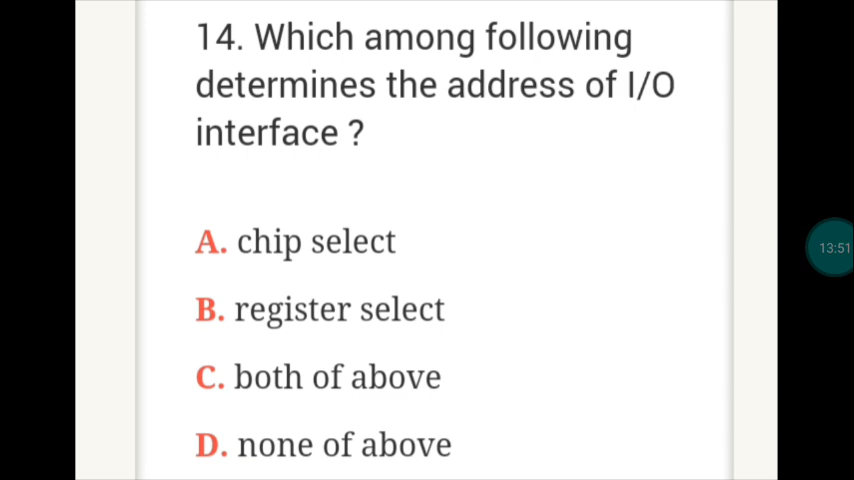 14. Which among following
determines the address of I/O
interface ?
A. chip select
B. register select
C. both of above
D. none of above
13:51